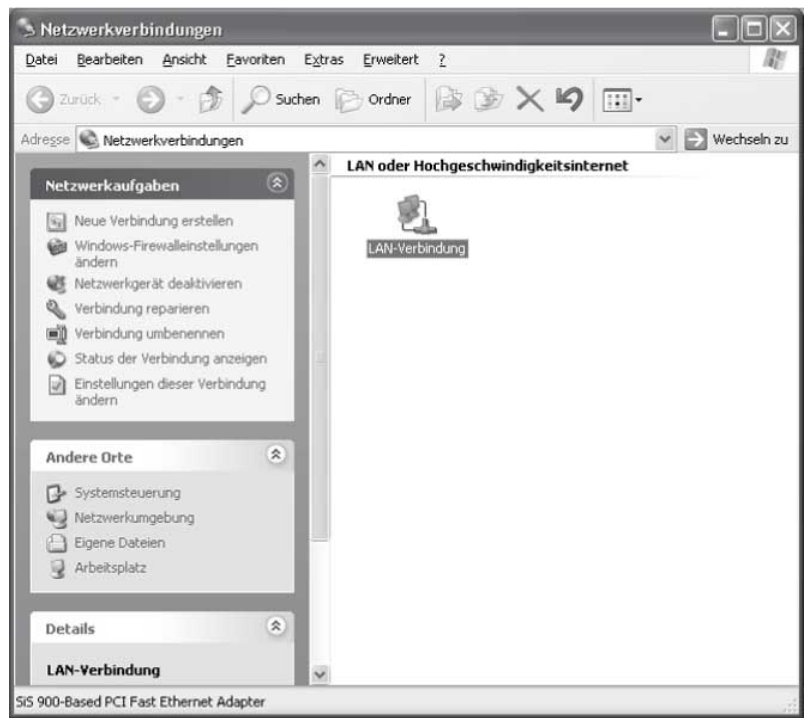 Netzwerkverbindungen
Datei Bearbeiten Ansicht Favoriten Extras Erweitert ?
Zurück Suchen Ordner
Adresse Netzwerkverbindungen Wechseln zu
Netzwerkaufgaben
Neue Verbindung erstellen
Windows-Firewalleinstellungen
ändern
Netzwerkgerät deaktivieren
Verbindung reparieren
Verbindung umbenennen
Status der Verbindung anzeigen
Einstellungen dieser Verbindung
ändern
Andere Orte
Systemsteuerung
Netzwerkumgebung
Eigene Dateien
Arbeitsplatz
Details
LAN-Verbindung
LAN oder Hochgeschwindigkeitsinternet
LAN-Verbindung
SiS 900-Based PCI Fast Ethernet Adapter